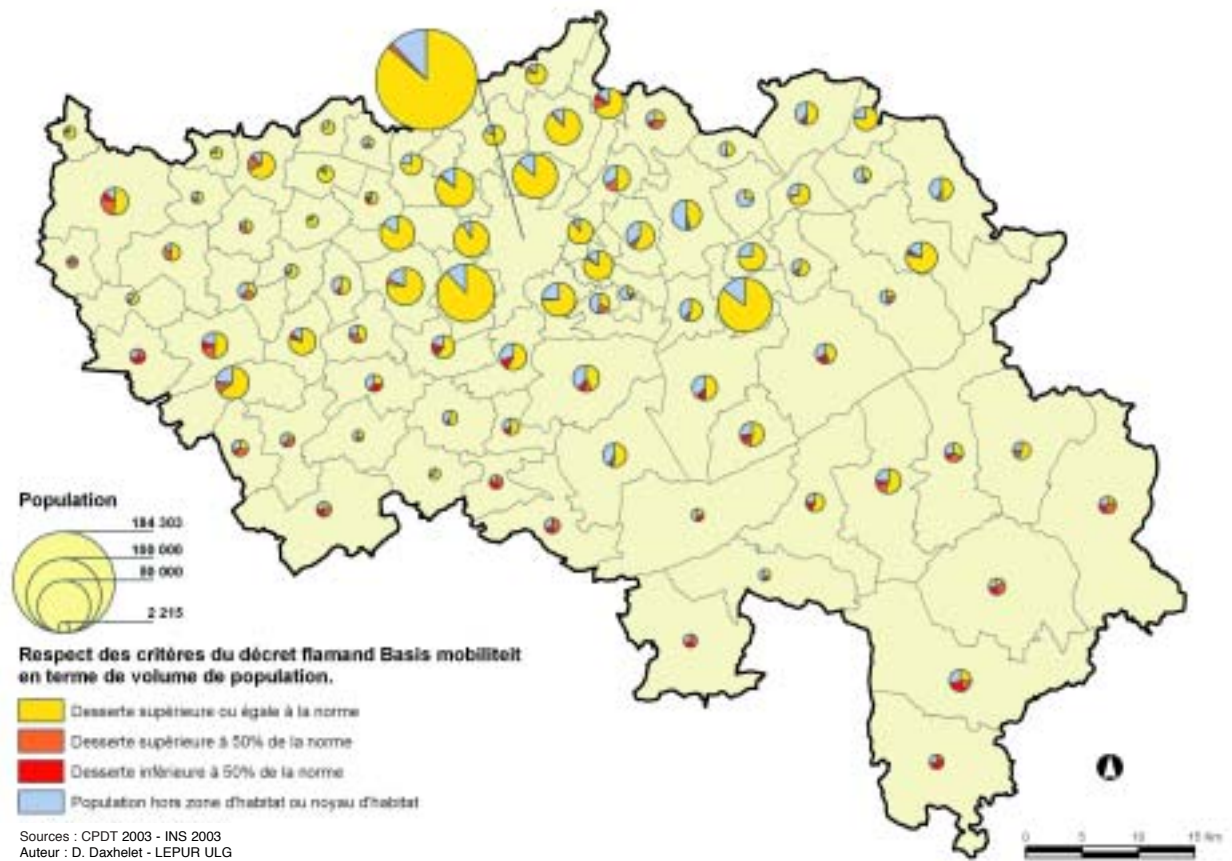 Population
184 303
100 000
50 000
2 215
Respect des critères du décret flamand Basis mobiliteit
en terme de volume de population.
Desserte supérieure ou égale à la norme
Desserte supérieure à 50% de la norme
Desserte inférieure à 50% de la norme
Population hors zone d'habitat ou noyau d'habitat
Sources : CPDT 2003 - INS 2003
Auteur : D. Daxhelet - LEPUR ULG
0 5 10 15 Km